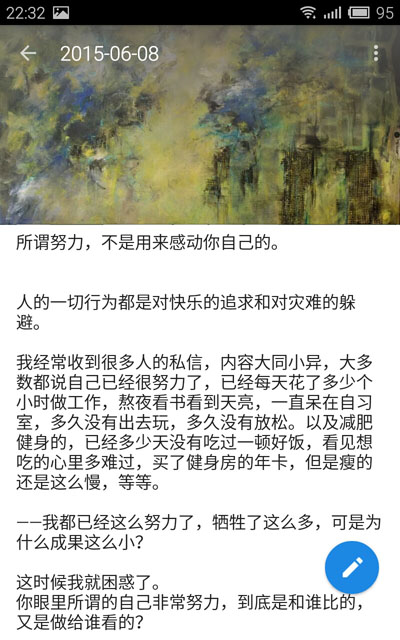 22:32
95
2015-06-08
所谓努力，不是用来感动你自己的。
人的一切行为都是对快乐的追求和对灾难的躲
避。
我经常收到很多人的私信，内容大同小异，大多
数都说自己已经很努力了，已经每天花了多少个
小时做工作，熬夜看书看到天亮，一直呆在自习
室，多久没有出去玩，多久没有放松。以及减肥
健身的，已经多少天没有吃过一顿好饭，看见想
吃的心里多难过，买了健身房的年卡，但是瘦的
还是这么慢，等等。
——我都已经这么努力了，牺牲了这么多，可是为
什么成果这么小？
这时候我就困惑了。
你眼里所谓的自己非常努力，到底是和谁比的，
又是做给谁看的？